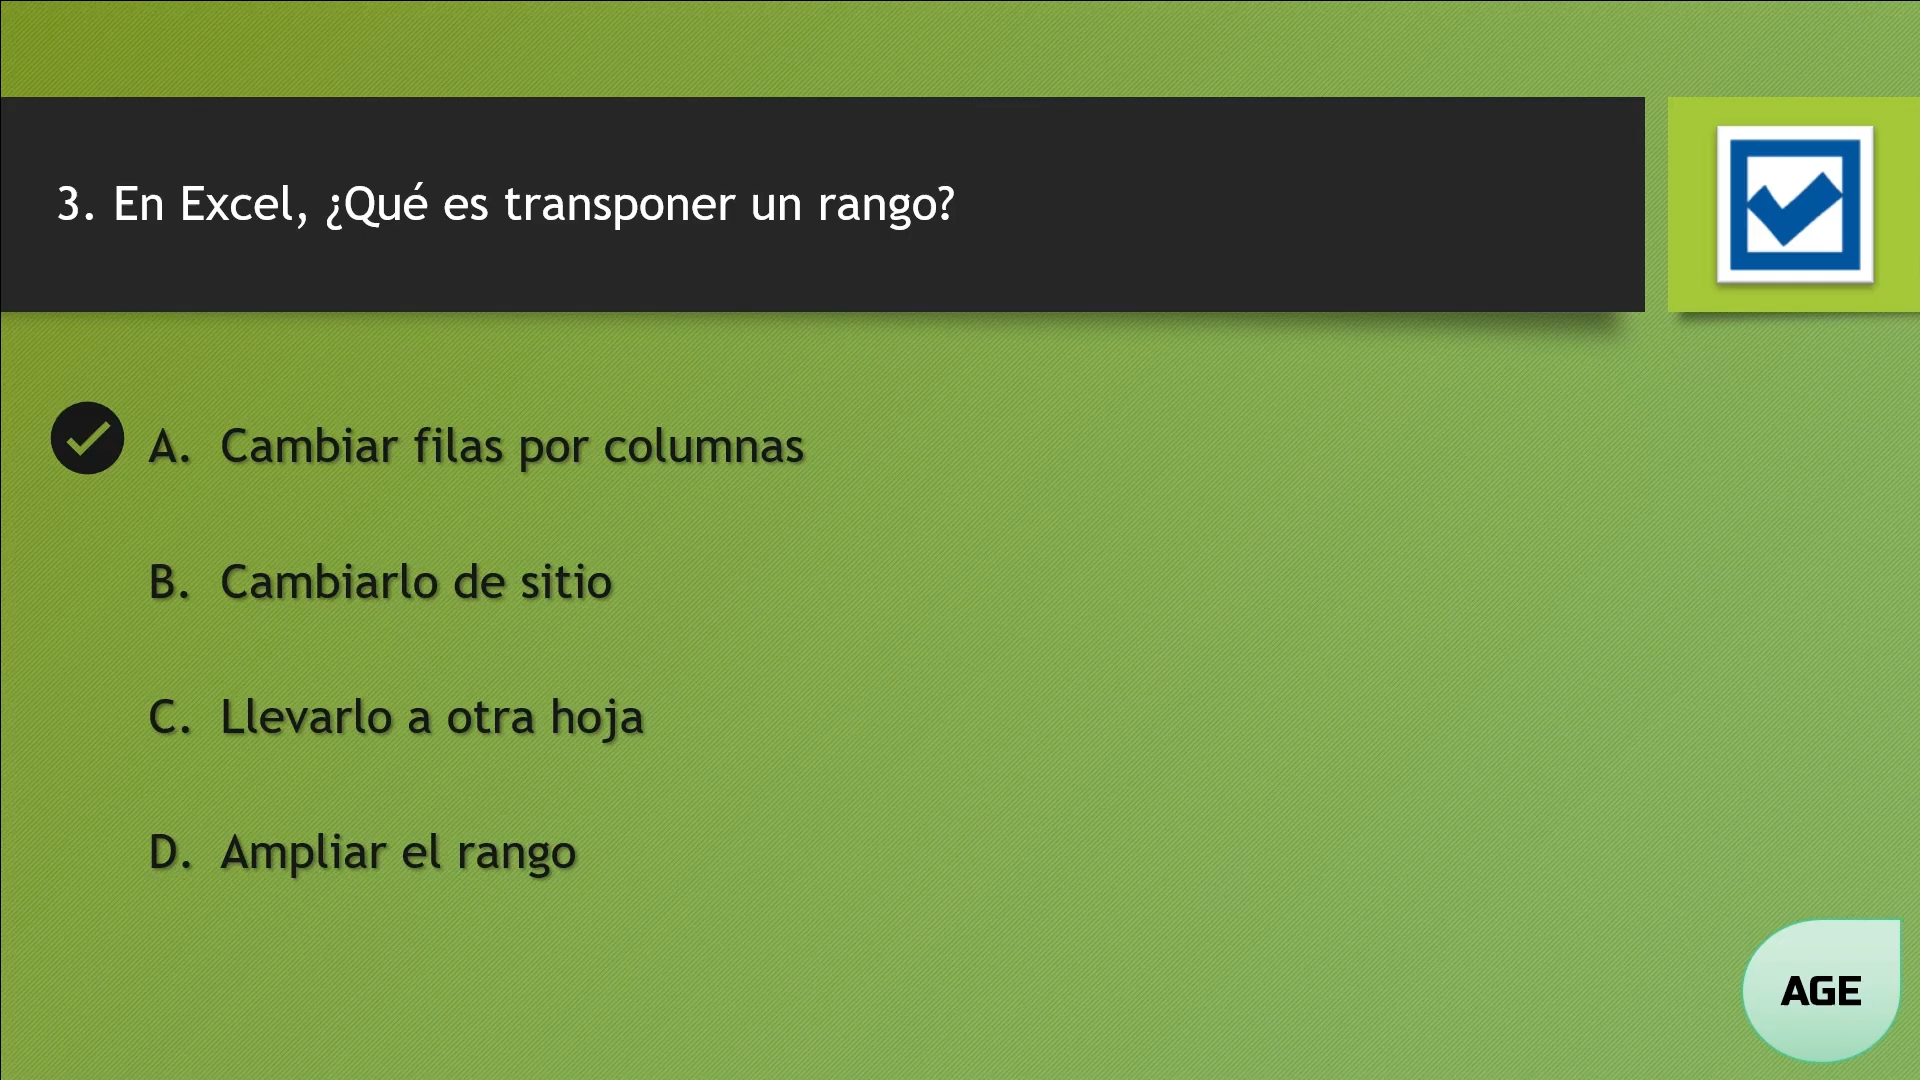 3. En Excel, ¿Qué es transponer un rango?
A. Cambiar filas por columnas
B. Cambiarlo de sitio
C. Llevarlo a otra hoja
D. Ampliar el rango
AGE